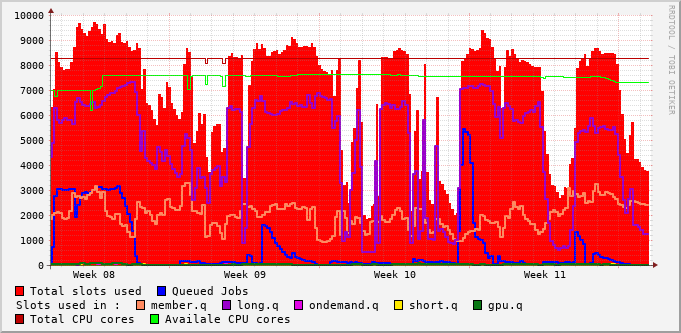 10000
9000
8000
7000
6000
5000
4000
3000
2000
1000
0
Week 08 Week 09 Week 10 Week 11
RRDTOOL / TOBI OETIKER
Total slots used Queued Jobs
Slots used in : member.q long.q ondemand.q short.q gpu.q
Total CPU cores Availale CPU cores